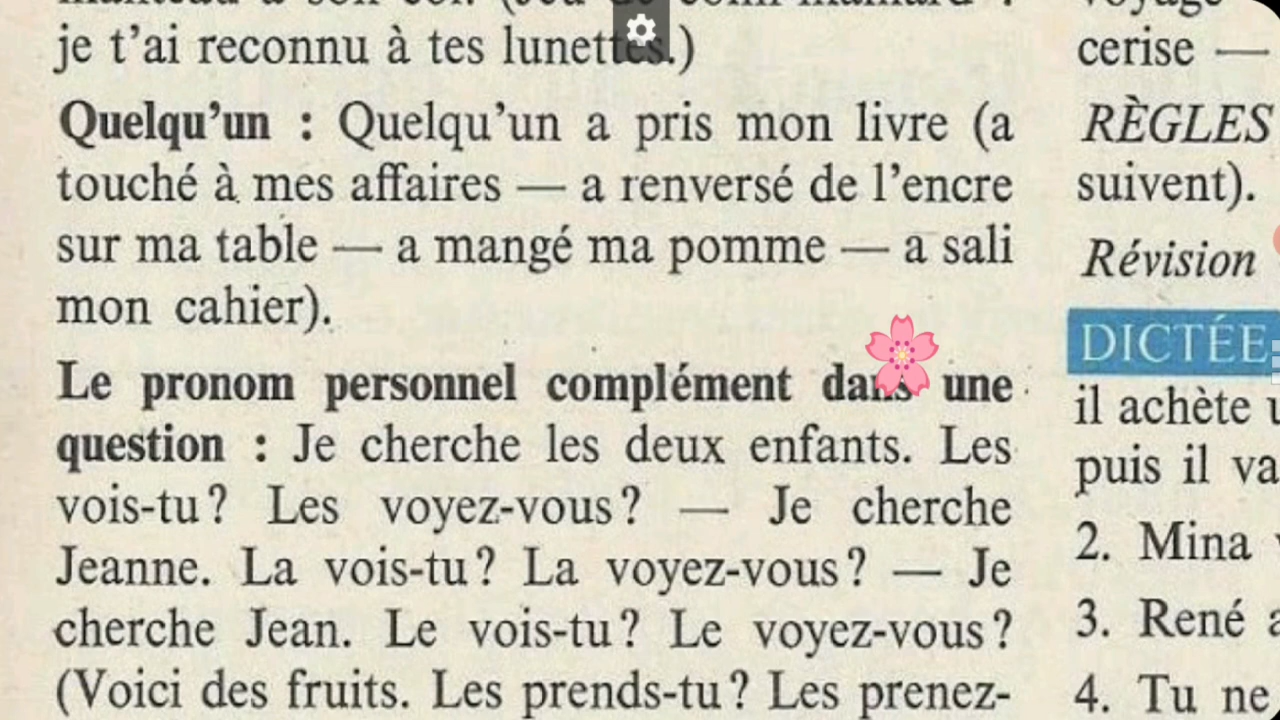 je t'ai reconnu à tes lunettes.)
Quelqu'un : Quelqu'un a pris mon livre (a
touché à mes affaires — a renversé de l'encre
sur ma table — a mangé ma pomme — a sali
mon cahier).
Le pronom personnel complément dans une
question : Je cherche les deux enfants. Les
vois-tu ? Les voyez-vous ? — Je cherche
Jeanne. La vois-tu ? La voyez-vous ? — Je
cherche Jean. Le vois-tu ? Le voyez-vous ?
(Voici des fruits. Les prends-tu ? Les prenez-
voyage
cerise —
RÈGLES
suivent).
Révision
DICTÉE
il achète
puis il va
2. Mina
3. René
4. Tu ne